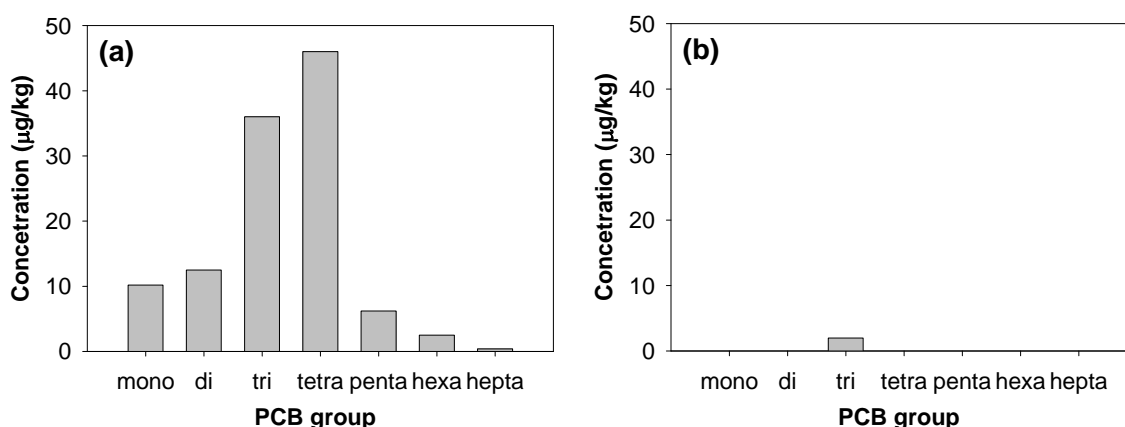 (a)
Concetration (µg/kg)
50
40
30
20
10
0
mono di tri tetra penta hexa hepta
PCB group
(b)
Concetration (µg/kg)
50
40
30
20
10
0
mono di tri tetra penta hexa hepta
PCB group